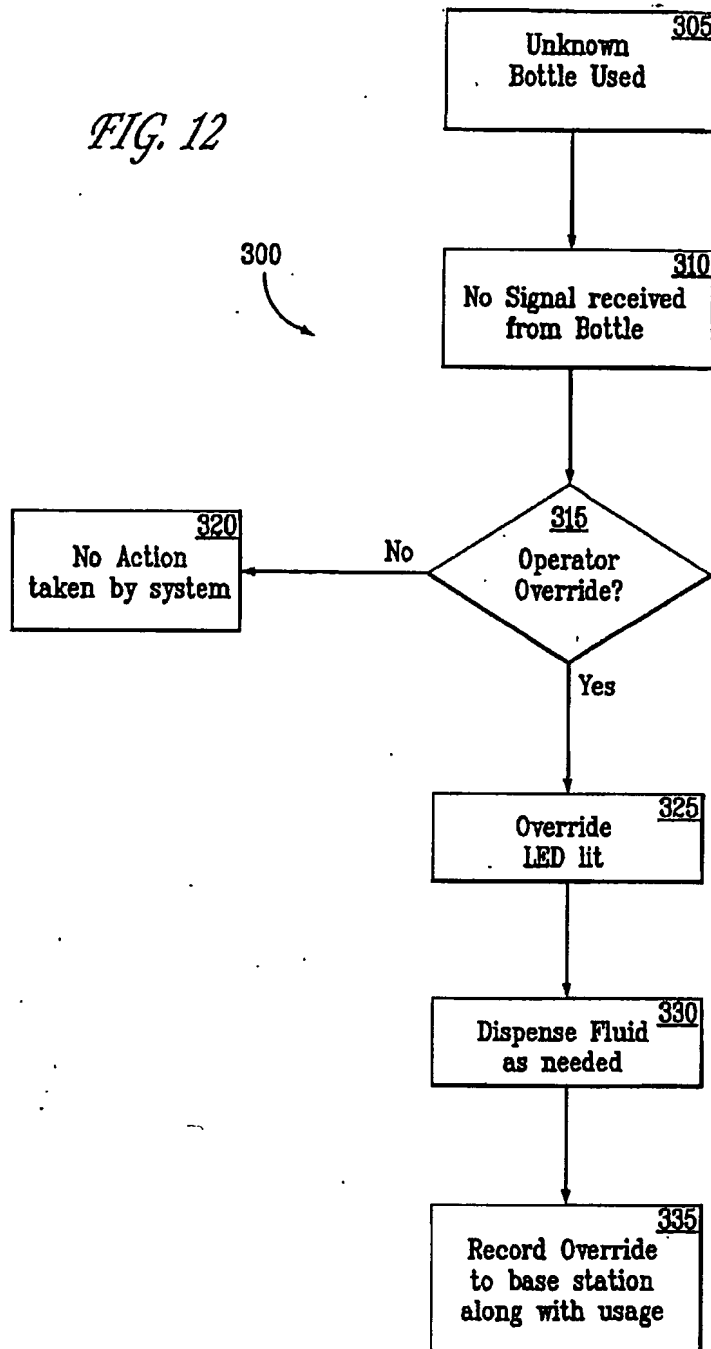 305
Unknown
Bottle Used
FIG. 12
300
310
No Signal received
from Bottle
315
Operator
Override?
No
320
No Action
taken by system
Yes
325
Override
LED lit
330
Dispense Fluid
as needed
335
Record Override
to base station
along with usage